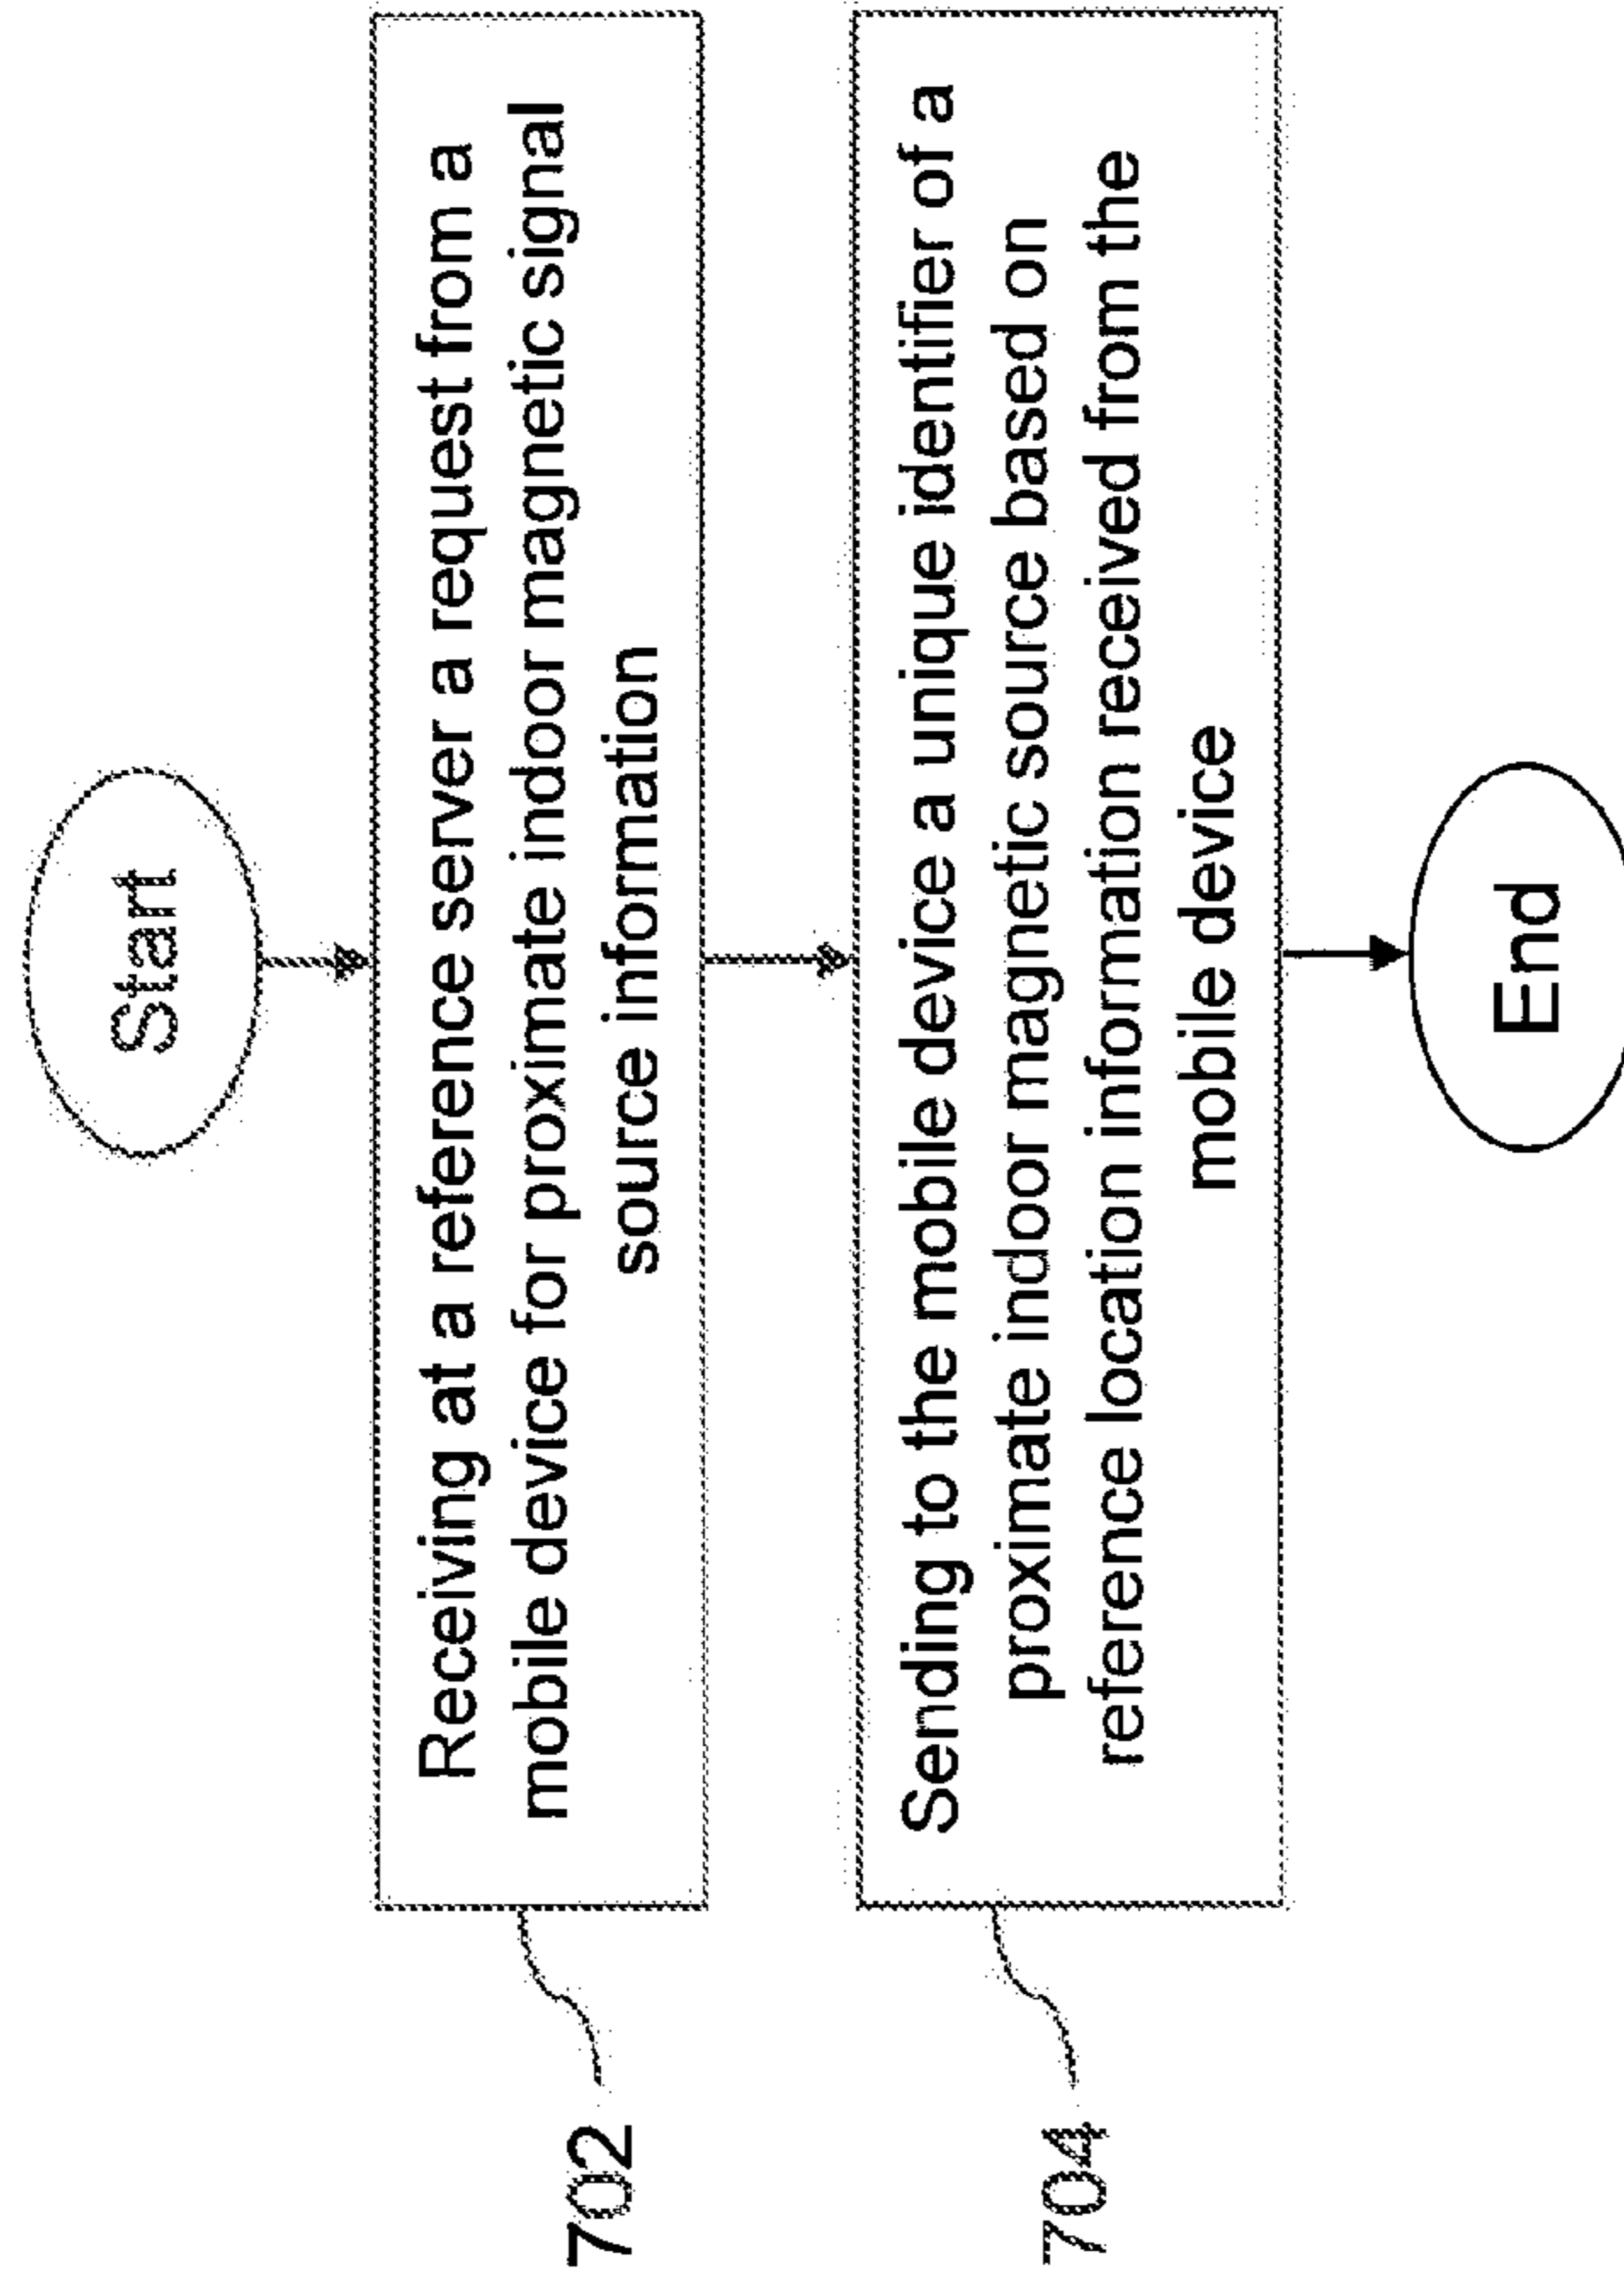 Start
Receiving at a reference server a request from a
mobile device for proximate indoor magnetic signal
source information
702
Sending to the mobile device a unique identifier of a
proximate indoor magnetic source based on
reference location information received from the
mobile device
704
End